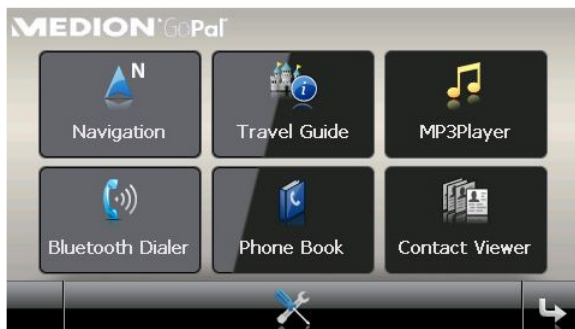 MEDION GoPal
N
Navigation
Travel Guide
MP3Player
Bluetooth Dialer
Phone Book
Contact Viewer